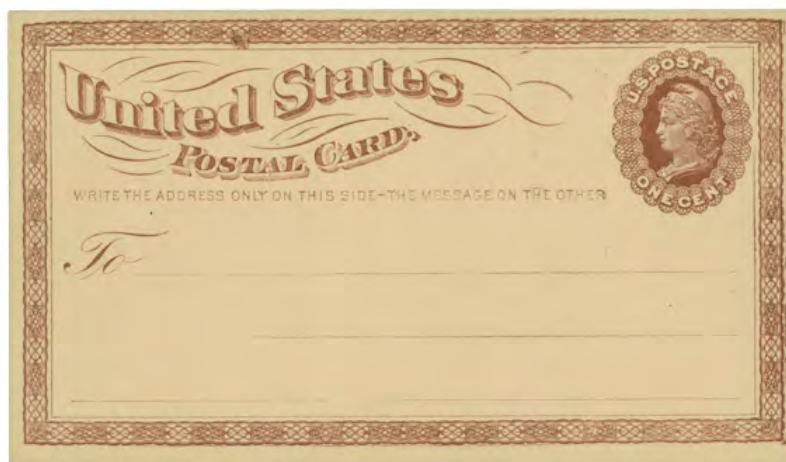 United States
POSTAL CARD.
U.S. POSTAGE
ONE CENT
WRITE THE ADDRESS ONLY ON THIS SIDE-THE MESSAGE ON THE OTHER
To